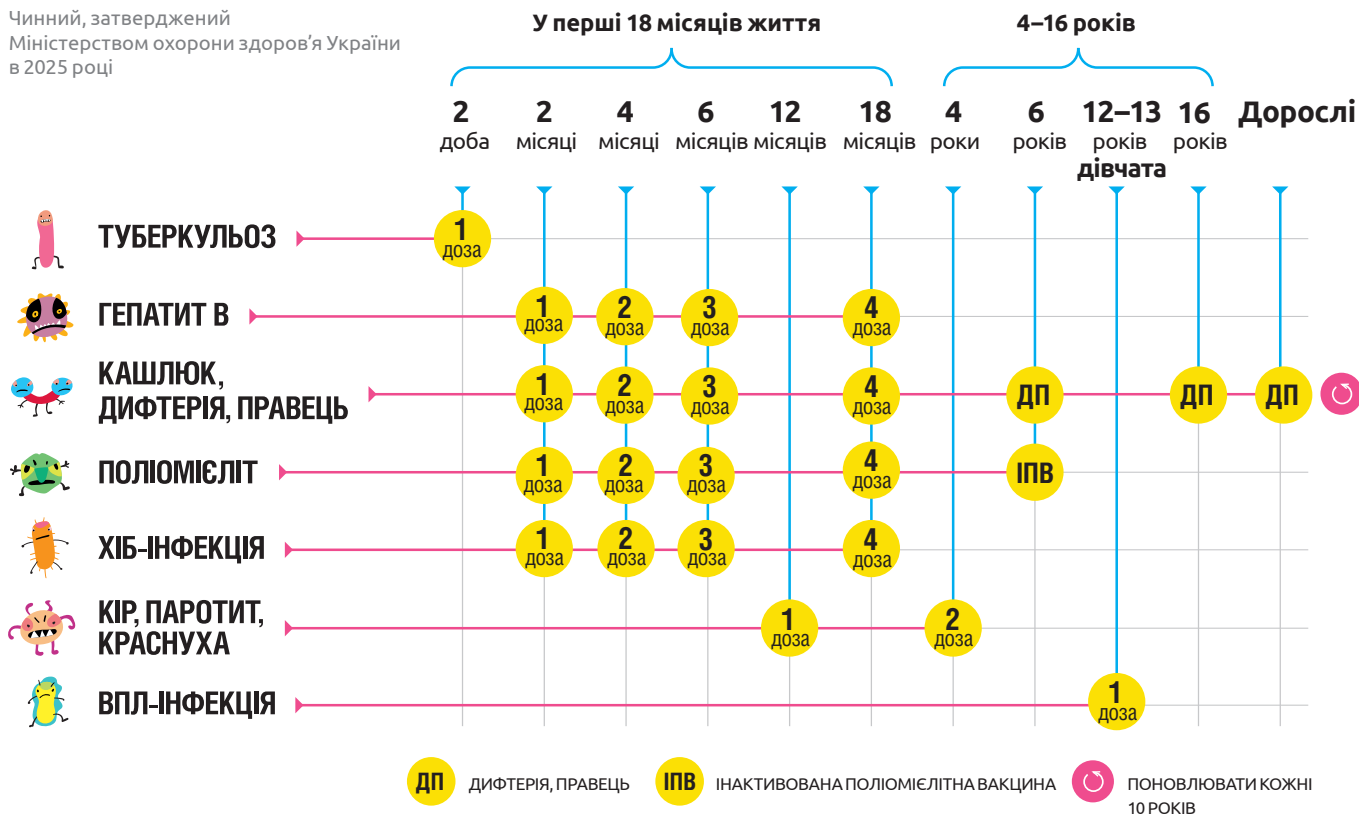 Чинний, затверджений
Міністерством охорони здоров’я України
в 2025 році
У перші 18 місяців життя
4–16 років
2 2 4 6 12 18 4 6 12–13 16 Дорослі
доба місяці місяці місяців місяців місяців роки років років років
дівчата
ТУБЕРКУЛЬОЗ
1
доза
ГЕПАТИТ В
1 2 3 4
доза доза доза доза
КАШЛЮК,
ДИФТЕРІЯ, ПРАВЕЦЬ
1 2 3 4 ДП ДП ДП
доза доза доза доза
ПОЛІОМІЄЛІТ
1 2 3 4 ІПВ
доза доза доза доза
ХІБ-ІНФЕКЦІЯ
1 2 3 4
доза доза доза доза
КІР, ПАРОТИТ,
КРАСНУХА
1 2
доза доза
ВПЛ-ІНФЕКЦІЯ
1
доза
ДП ДИФТЕРІЯ, ПРАВЕЦЬ
ІПВ ІНАКТИВОВАНА ПОЛІОМІЄЛІТНА ВАКЦИНА
ПОНОВЛЮВАТИ КОЖНІ
10 РОКІВ